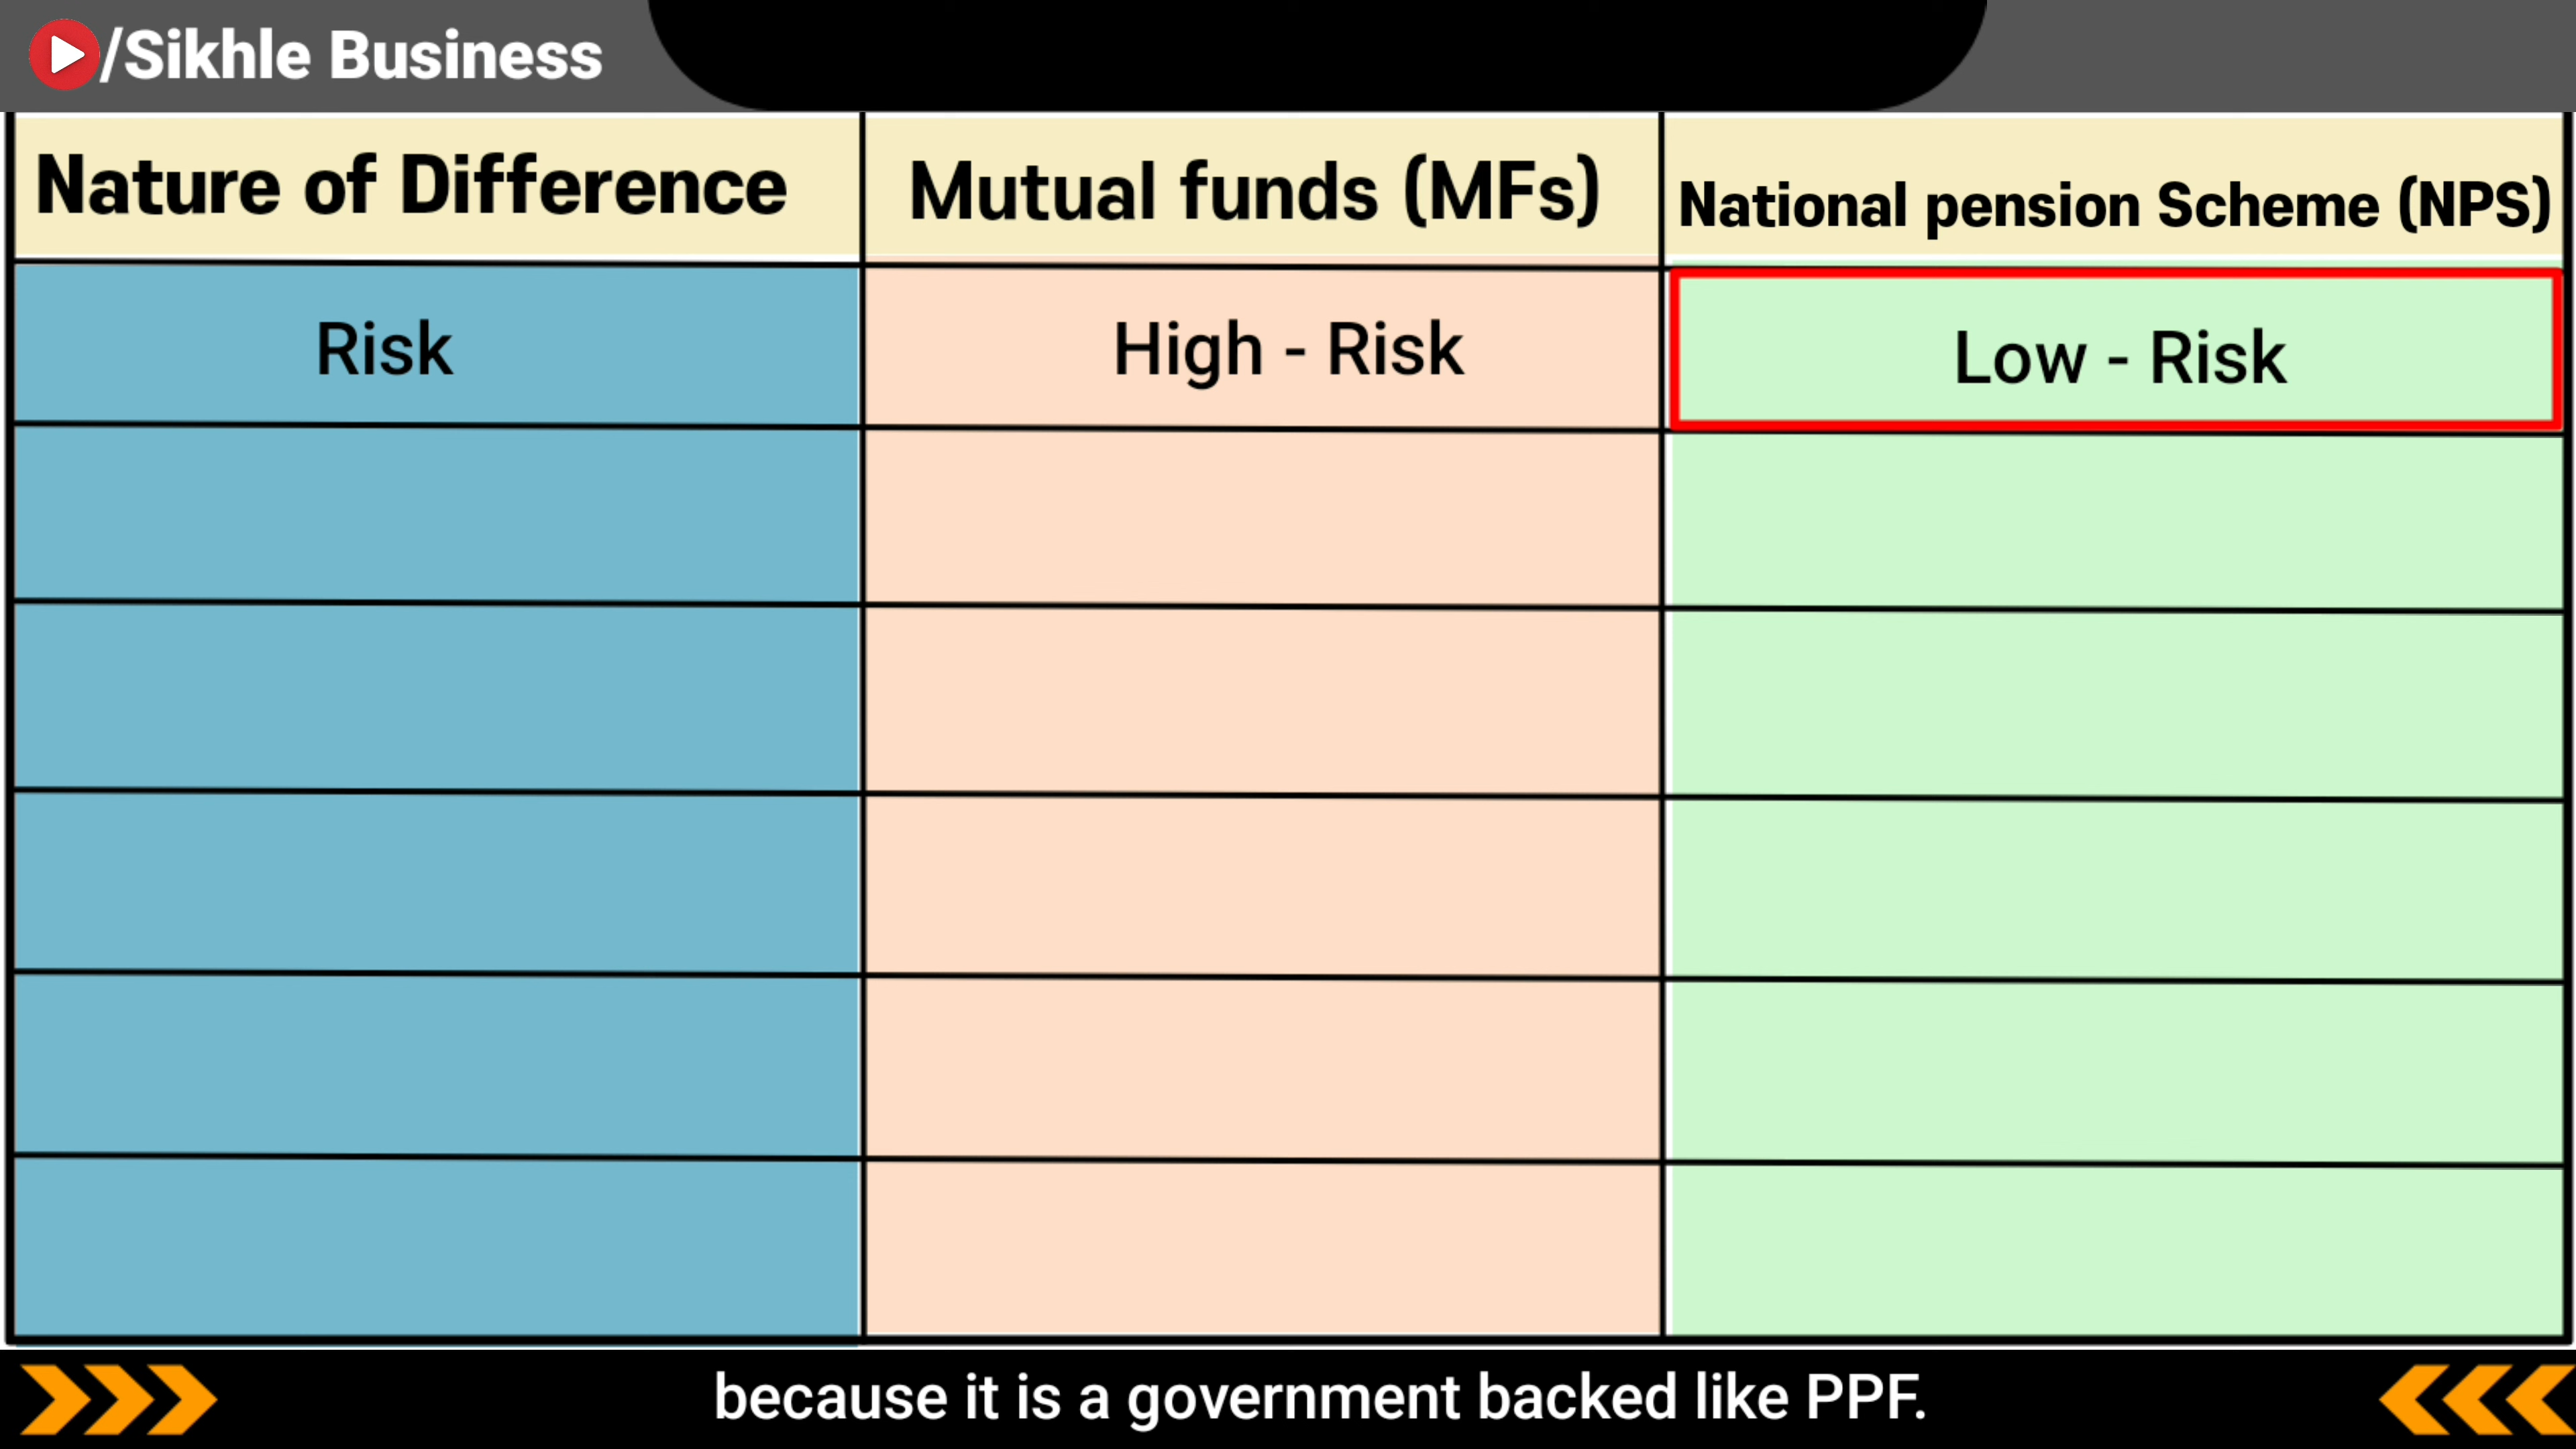 /Sikhle Business
Nature of Difference
Mutual funds (MFs)
National pension Scheme (NPS)
Risk
High - Risk
Low - Risk
because it is a government backed like PPF.